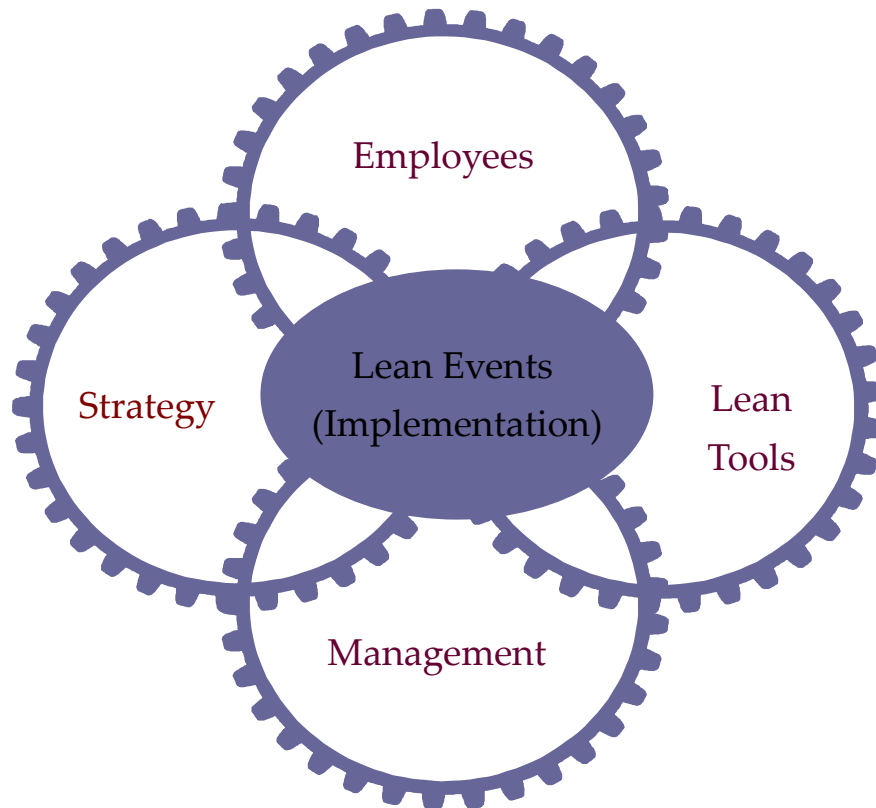 Employees
Strategy
Lean Events
(Implementation)
Lean
Tools
Management